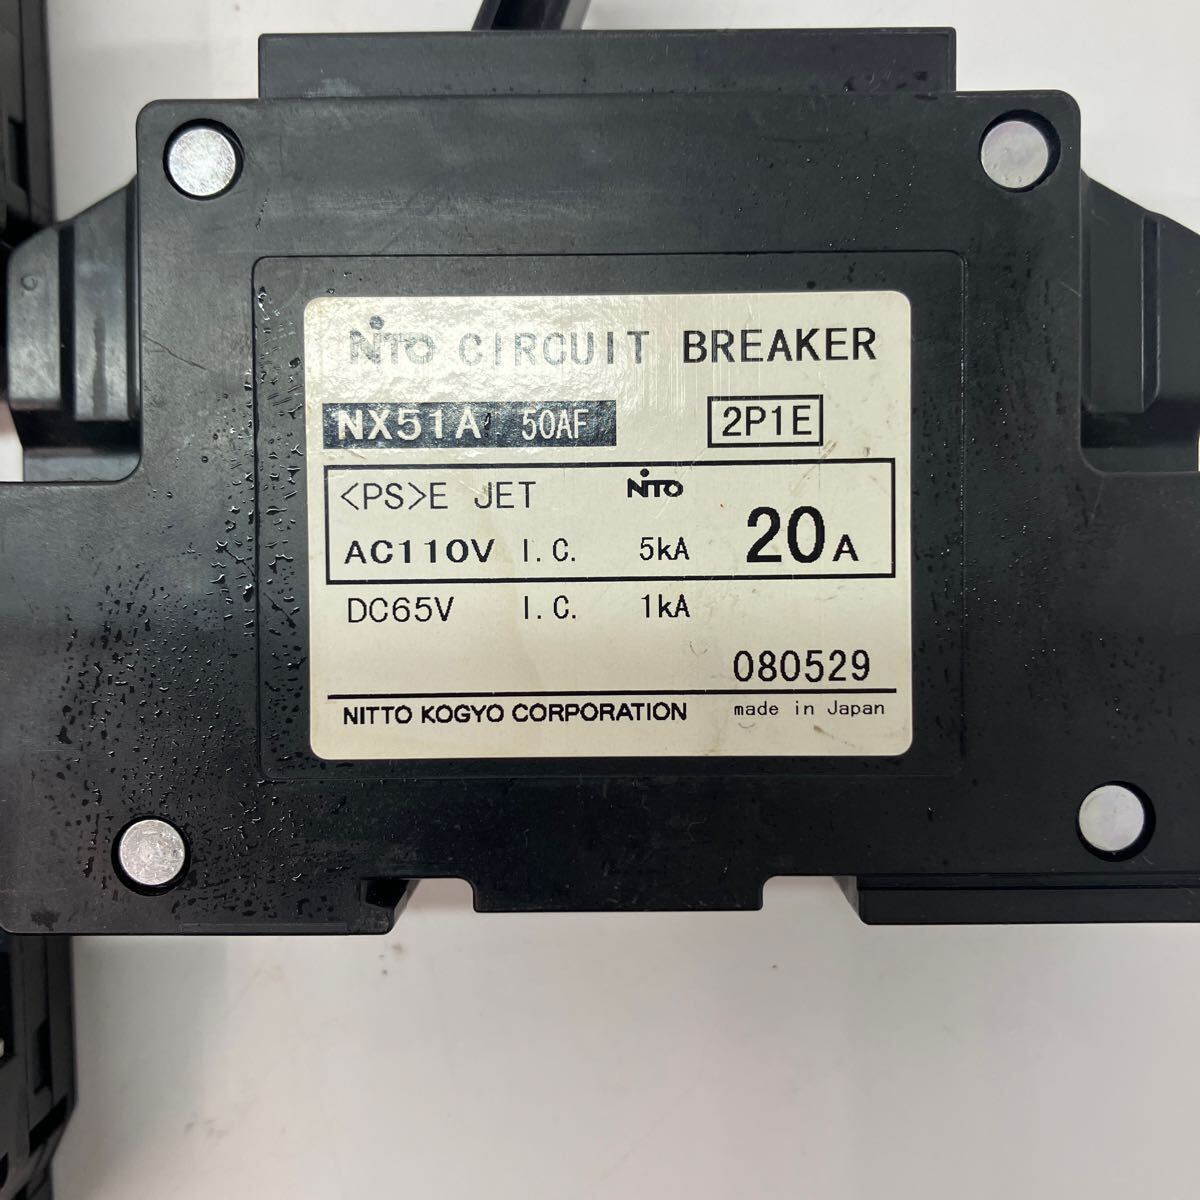 NiTO CIRCUIT BREAKER
NX51A 50AF 2P1E
<PS>E JET NiTO
AC110V I.C. 5kA 20A
DC65V I.C. 1kA
080529
NITTO KOGYO CORPORATION made in Japan